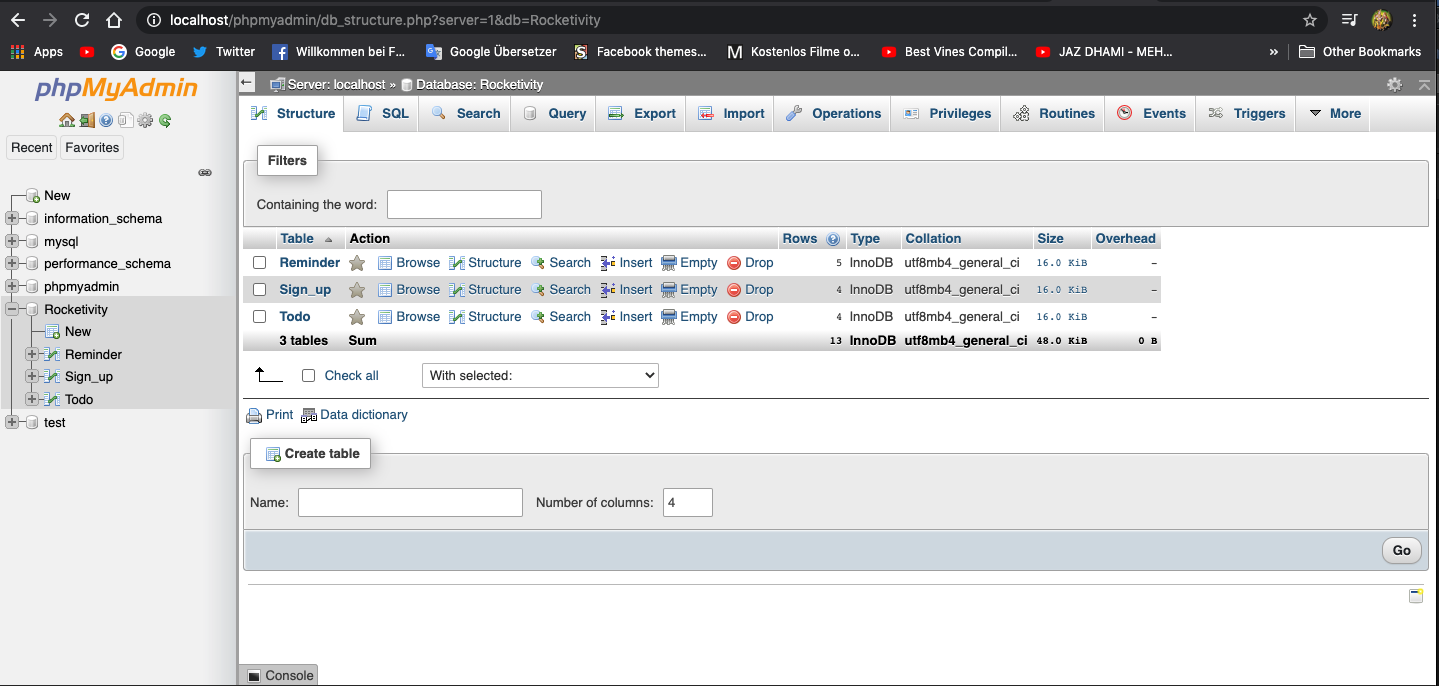 localhost/phpmyadmin/db_structure.php?server=1&db=Rocketivity
Apps Google Twitter Willkommen bei F... Google Übersetzer Facebook themes... Kostenlos Filme o... Best Vines Compil... JAZ DHAMI - MEH... » Other Bookmarks
phpMyAdmin
Recent Favorites
New
information_schema
mysql
performance_schema
phpmyadmin
Rocketivity
New
Reminder
Sign_up
Todo
test
Server: localhost » Database: Rocketivity
Structure SQL Search Query Export Import Operations Privileges Routines Events Triggers More
Filters
Containing the word:
Table Action Rows Type Collation Size Overhead
Reminder Browse Structure Search Insert Empty Drop 5 InnoDB utf8mb4_general_ci 16.0 KiB -
Sign_up Browse Structure Search Insert Empty Drop 4 InnoDB utf8mb4_general_ci 16.0 KiB -
Todo Browse Structure Search Insert Empty Drop 4 InnoDB utf8mb4_general_ci 16.0 KiB -
3 tables Sum 13 InnoDB utf8mb4_general_ci 48.0 KiB 0 B
Check all With selected:
Print Data dictionary
Create table
Name: Number of columns: 4
Go
Console